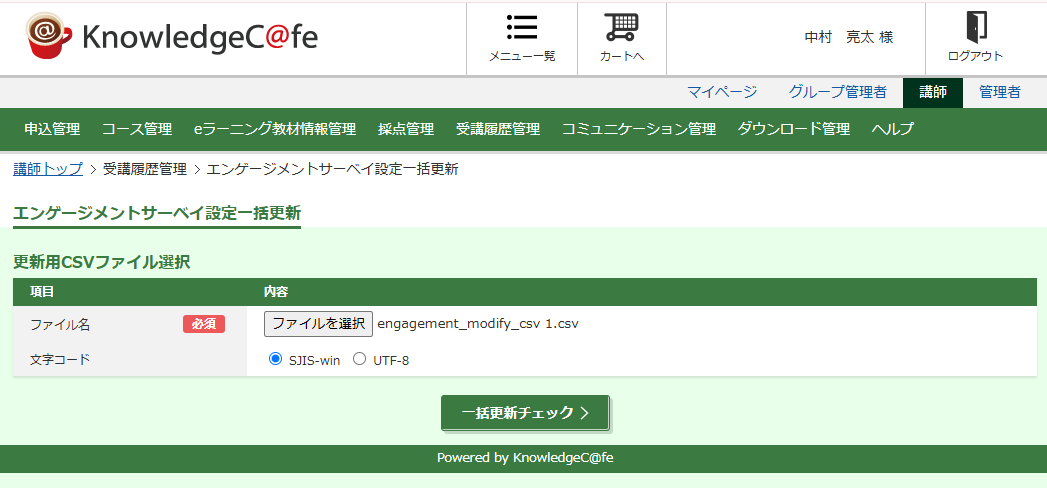 KnowledgeC@fe
メニュー一覧
カートへ
中村　亮太 様
ログアウト
マイページ グループ管理者 講師 管理者
申込管理 コース管理 eラーニング教材情報管理 採点管理 受講履歴管理 コミュニケーション管理 ダウンロード管理 ヘルプ
講師トップ > 受講履歴管理 > エンゲージメントサーベイ設定一括更新
エンゲージメントサーベイ設定一括更新
更新用CSVファイル選択
項目 内容
ファイル名 必須 ファイルを選択 engagement_modify_csv 1.csv
文字コード SJIS-win UTF-8
一括更新チェック >
Powered by KnowledgeC@fe